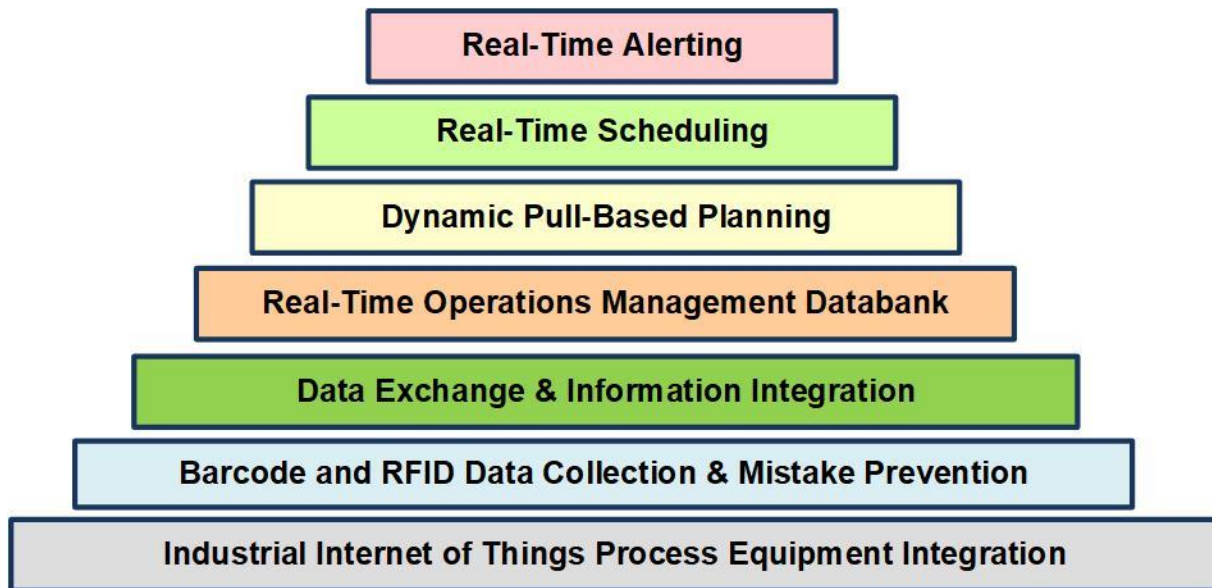 Real-Time Alerting
Real-Time Scheduling
Dynamic Pull-Based Planning
Real-Time Operations Management Databank
Data Exchange & Information Integration
Barcode and RFID Data Collection & Mistake Prevention
Industrial Internet of Things Process Equipment Integration